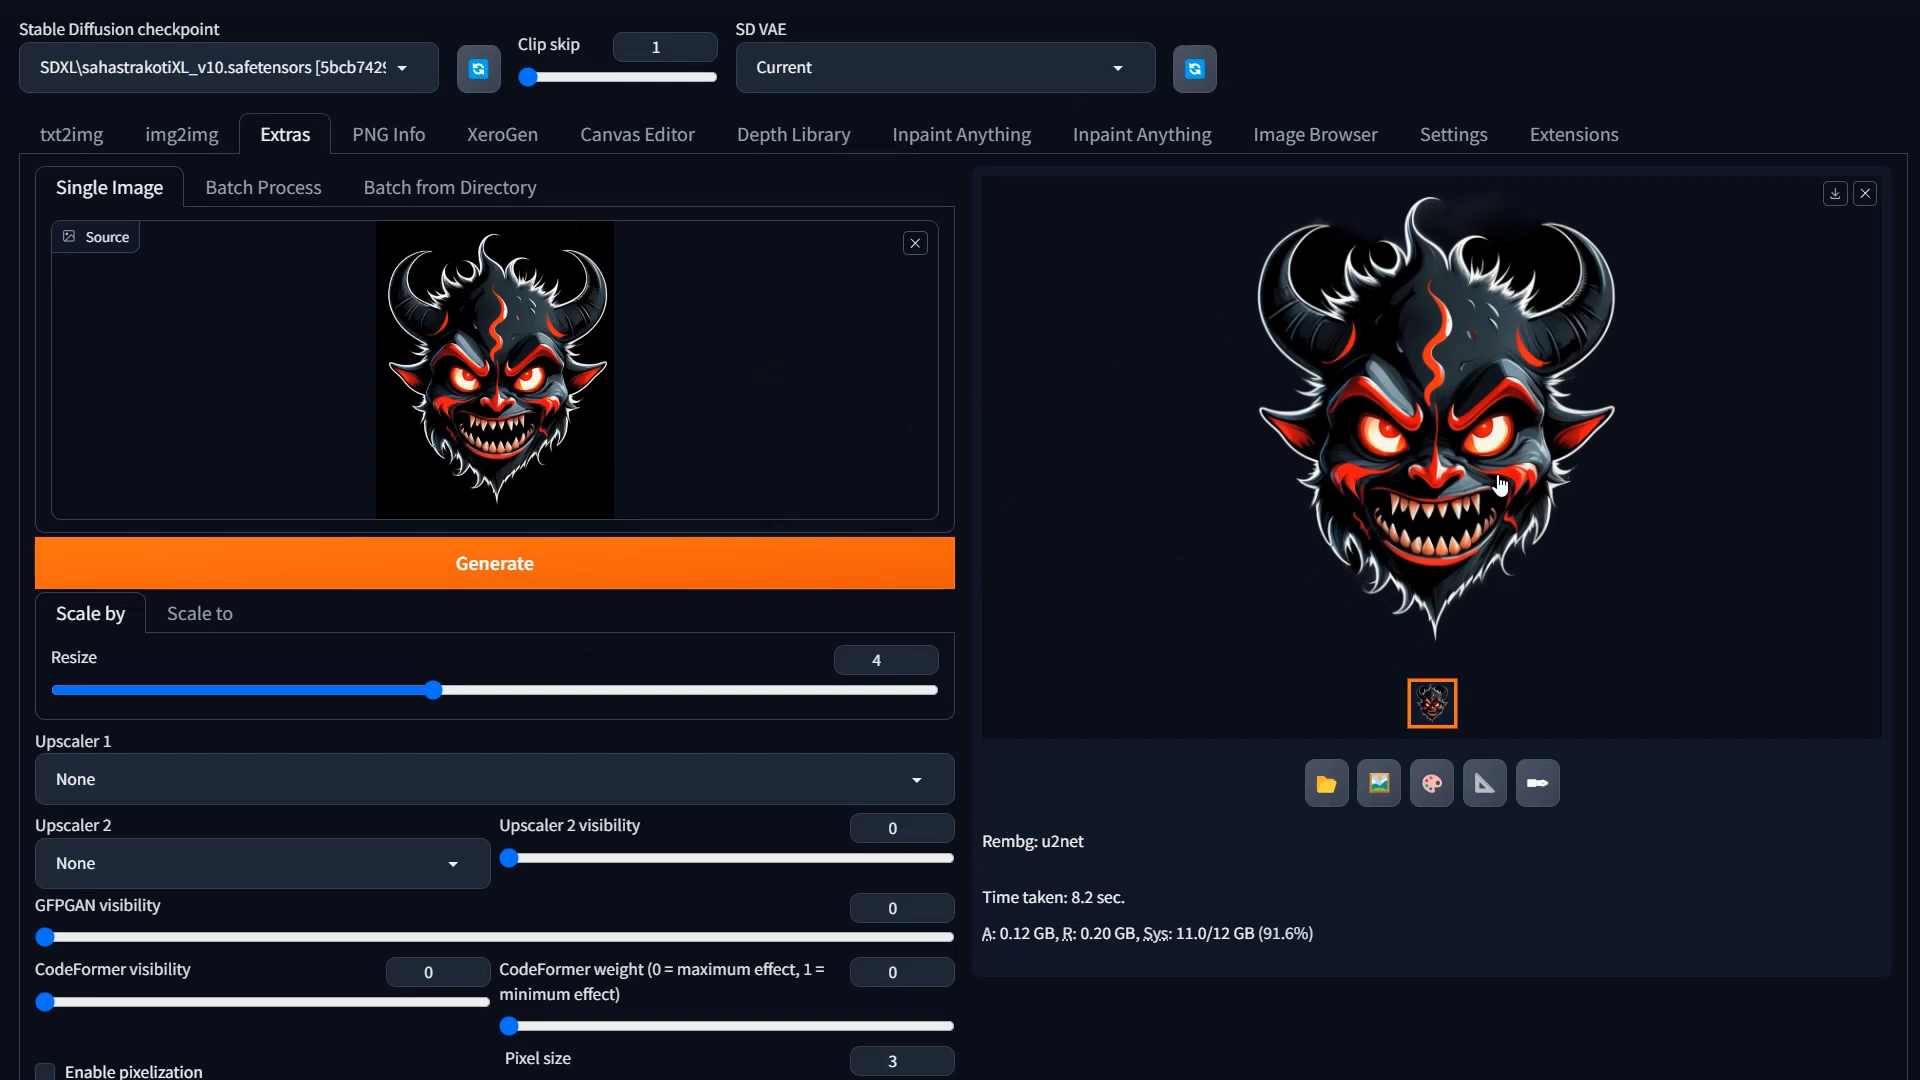 Stable Diffusion checkpoint
SDXL\sahastrakotiXL_v10.safetensors [5bcb7429
Clip skip
1
SD VAE
Current
txt2img
img2img
Extras
PNG Info
XeroGen
Canvas Editor
Depth Library
Inpaint Anything
Inpaint Anything
Image Browser
Settings
Extensions
Single Image
Batch Process
Batch from Directory
Source
Generate
Scale by
Scale to
Resize
4
Upscaler 1
None
Upscaler 2
None
Upscaler 2 visibility
0
GFPGAN visibility
0
CodeFormer visibility
0
CodeFormer weight (0 = maximum effect, 1 =
minimum effect)
0
Enable pixelization
Pixel size
3
Rembg: u2net
Time taken: 8.2 sec.
A: 0.12 GB, R: 0.20 GB, Sys: 11.0/12 GB (91.6%)